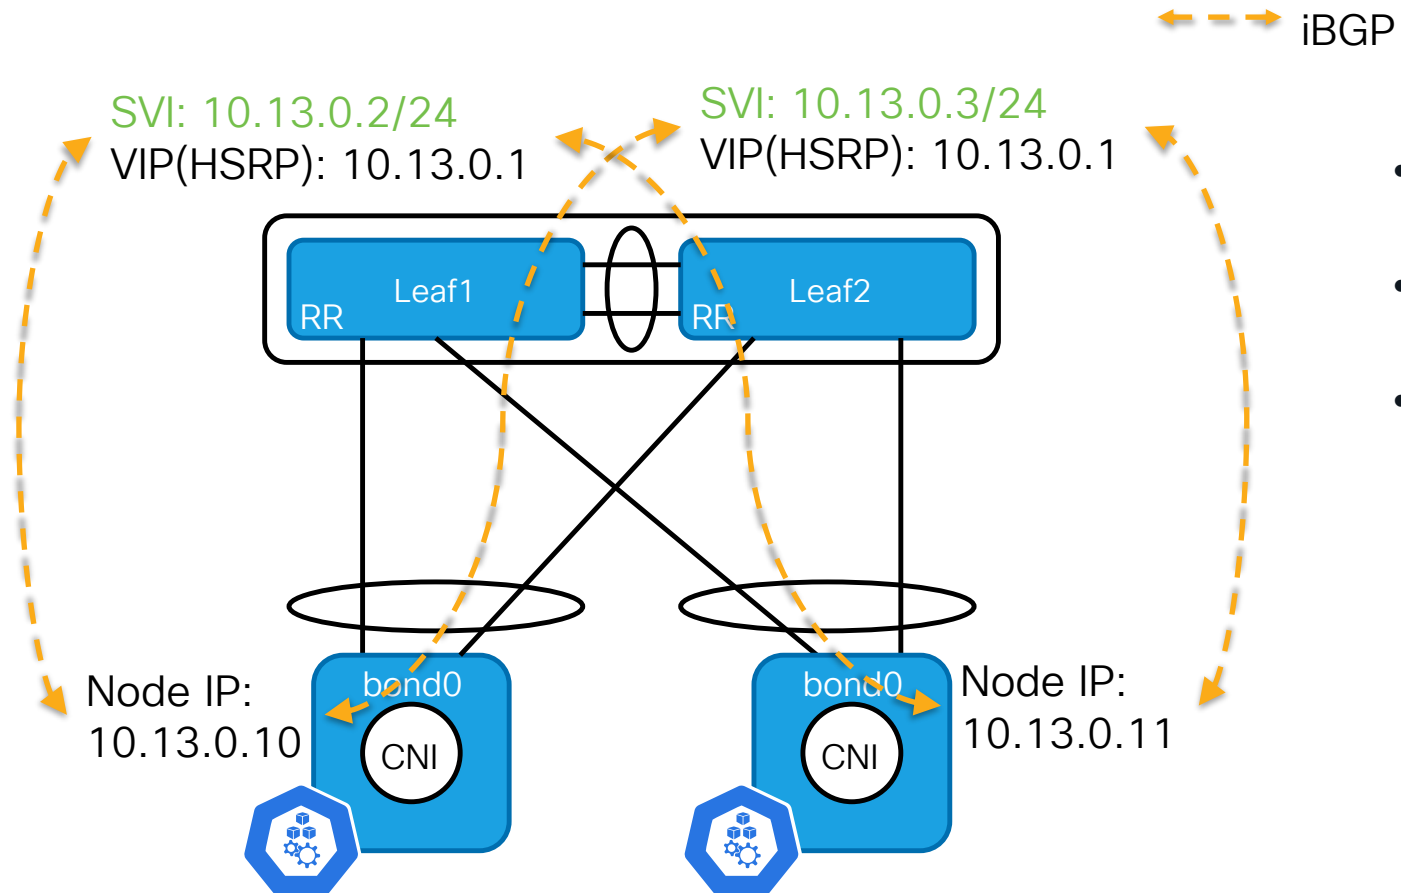 iBGP
SVI: 10.13.0.2/24
VIP(HSRP): 10.13.0.1
SVI: 10.13.0.3/24
VIP(HSRP): 10.13.0.1
Leaf1
RR
Leaf2
RR
bond0
Node IP:
10.13.0.10
CNI
bond0
Node IP:
10.13.0.11
CNI